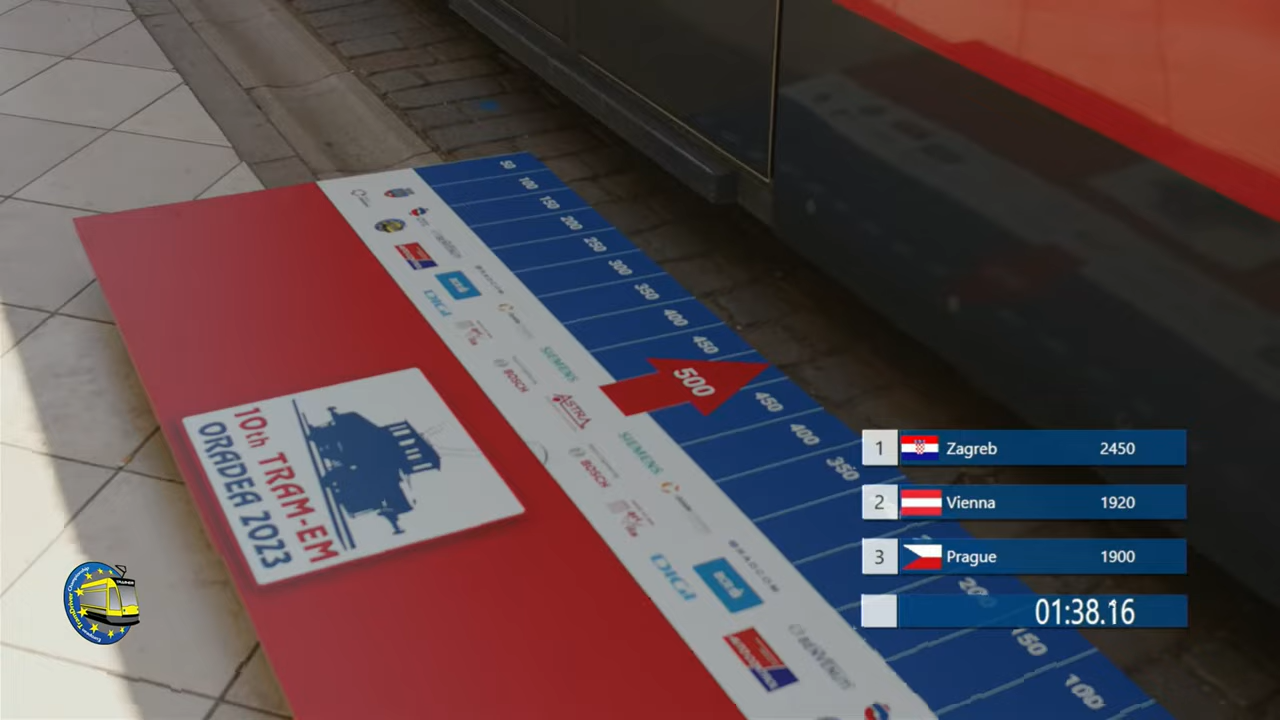 50
100
150
200
250
300
350
400
450
500
450
400
350
200
150
100
DIGI
SIEMENS
BOSCH
ASTRA
SIEMENS
BOSCH
BRADCOM
DIGI
10th TRAM-EM
ORADEA 2023
1 Zagreb 2450
2 Vienna 1920
3 Prague 1900
01:38.16